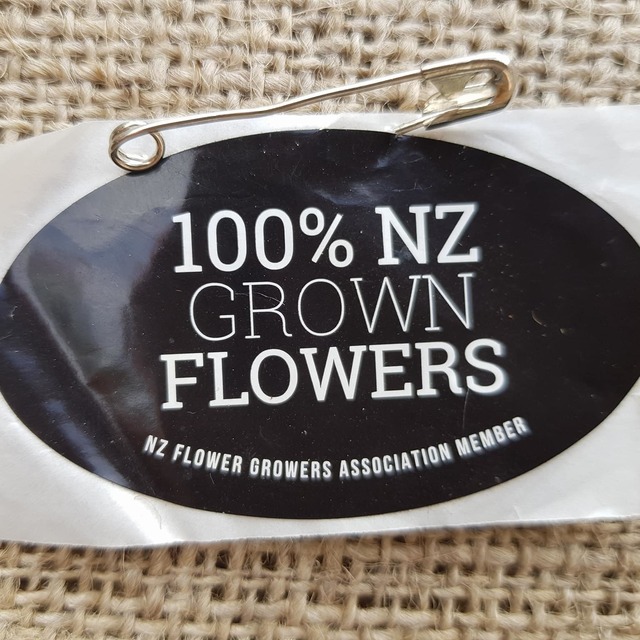 100% NZ
GROWN
FLOWERS
NZ FLOWER GROWERS ASSOCIATION MEMBER